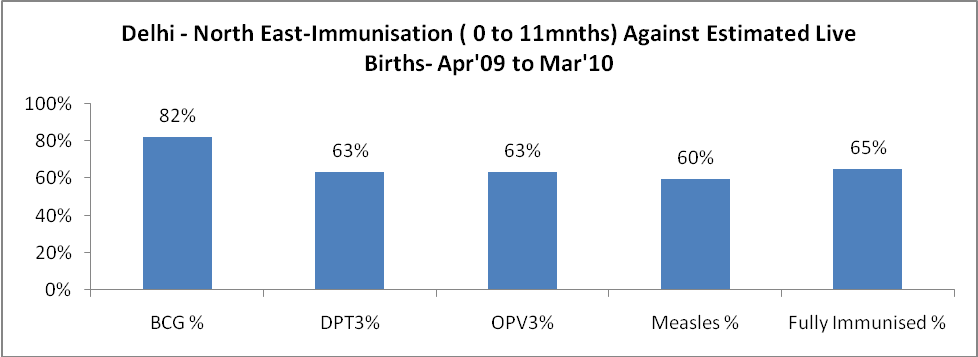 Delhi - North East-Immunisation ( 0 to 11mnths) Against Estimated Live
Births- Apr'09 to Mar'10
100%
80%
60%
40%
20%
0%
82%
63%
63%
60%
65%
BCG %
DPT3%
OPV3%
Measles %
Fully Immunised %